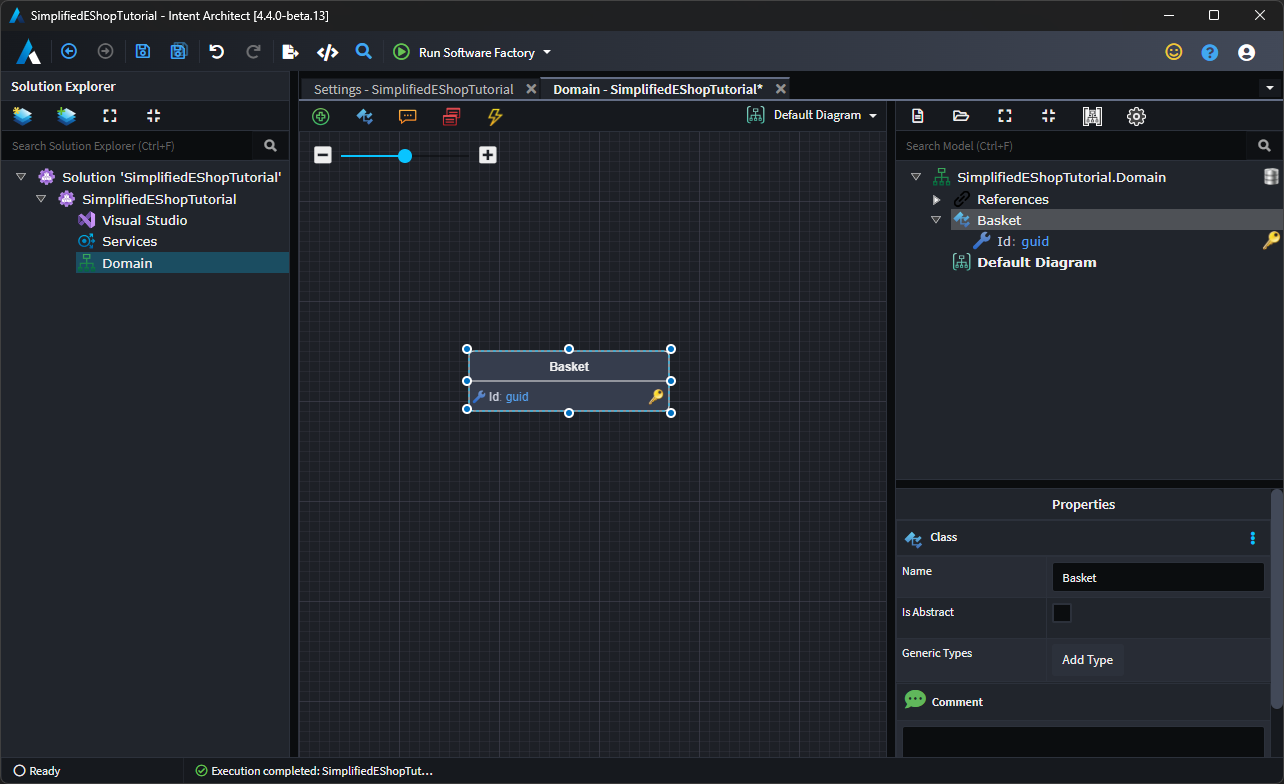 SimplifiedEShopTutorial - Intent Architect [4.4.0-beta.13]
Run Software Factory
Solution Explorer
Search Solution Explorer (Ctrl+F)
Solution 'SimplifiedEShopTutorial'
SimplifiedEShopTutorial
Visual Studio
Services
Domain
Settings - SimplifiedEShopTutorial
Domain - SimplifiedEShopTutorial*
Default Diagram
Basket
Id: guid
Search Model (Ctrl+F)
SimplifiedEShopTutorial.Domain
References
Basket
Id: guid
Default Diagram
Properties
Class
Name Basket
Is Abstract
Generic Types Add Type
Comment
Ready
Execution completed: SimplifiedEShopTut...